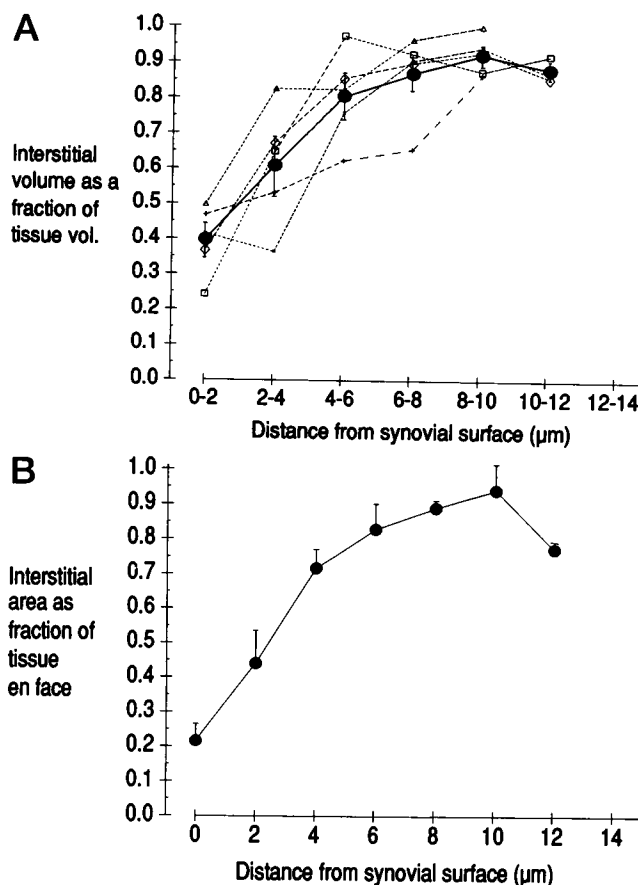 A
1.0
0.9
0.8
0.7
0.6
0.5
0.4
0.3
0.2
0.1
0.0
Interstitial
volume as a
fraction of
tissue vol.
0-2 2-4 4-6 6-8 8-10 10-12 12-14
Distance from synovial surface (µm)
B
1.0
0.9
0.8
0.7
0.6
0.5
0.4
0.3
0.2
0.1
0.0
Interstitial
area as
fraction of
tissue
en face
0 2 4 6 8 10 12 14
Distance from synovial surface (µm)